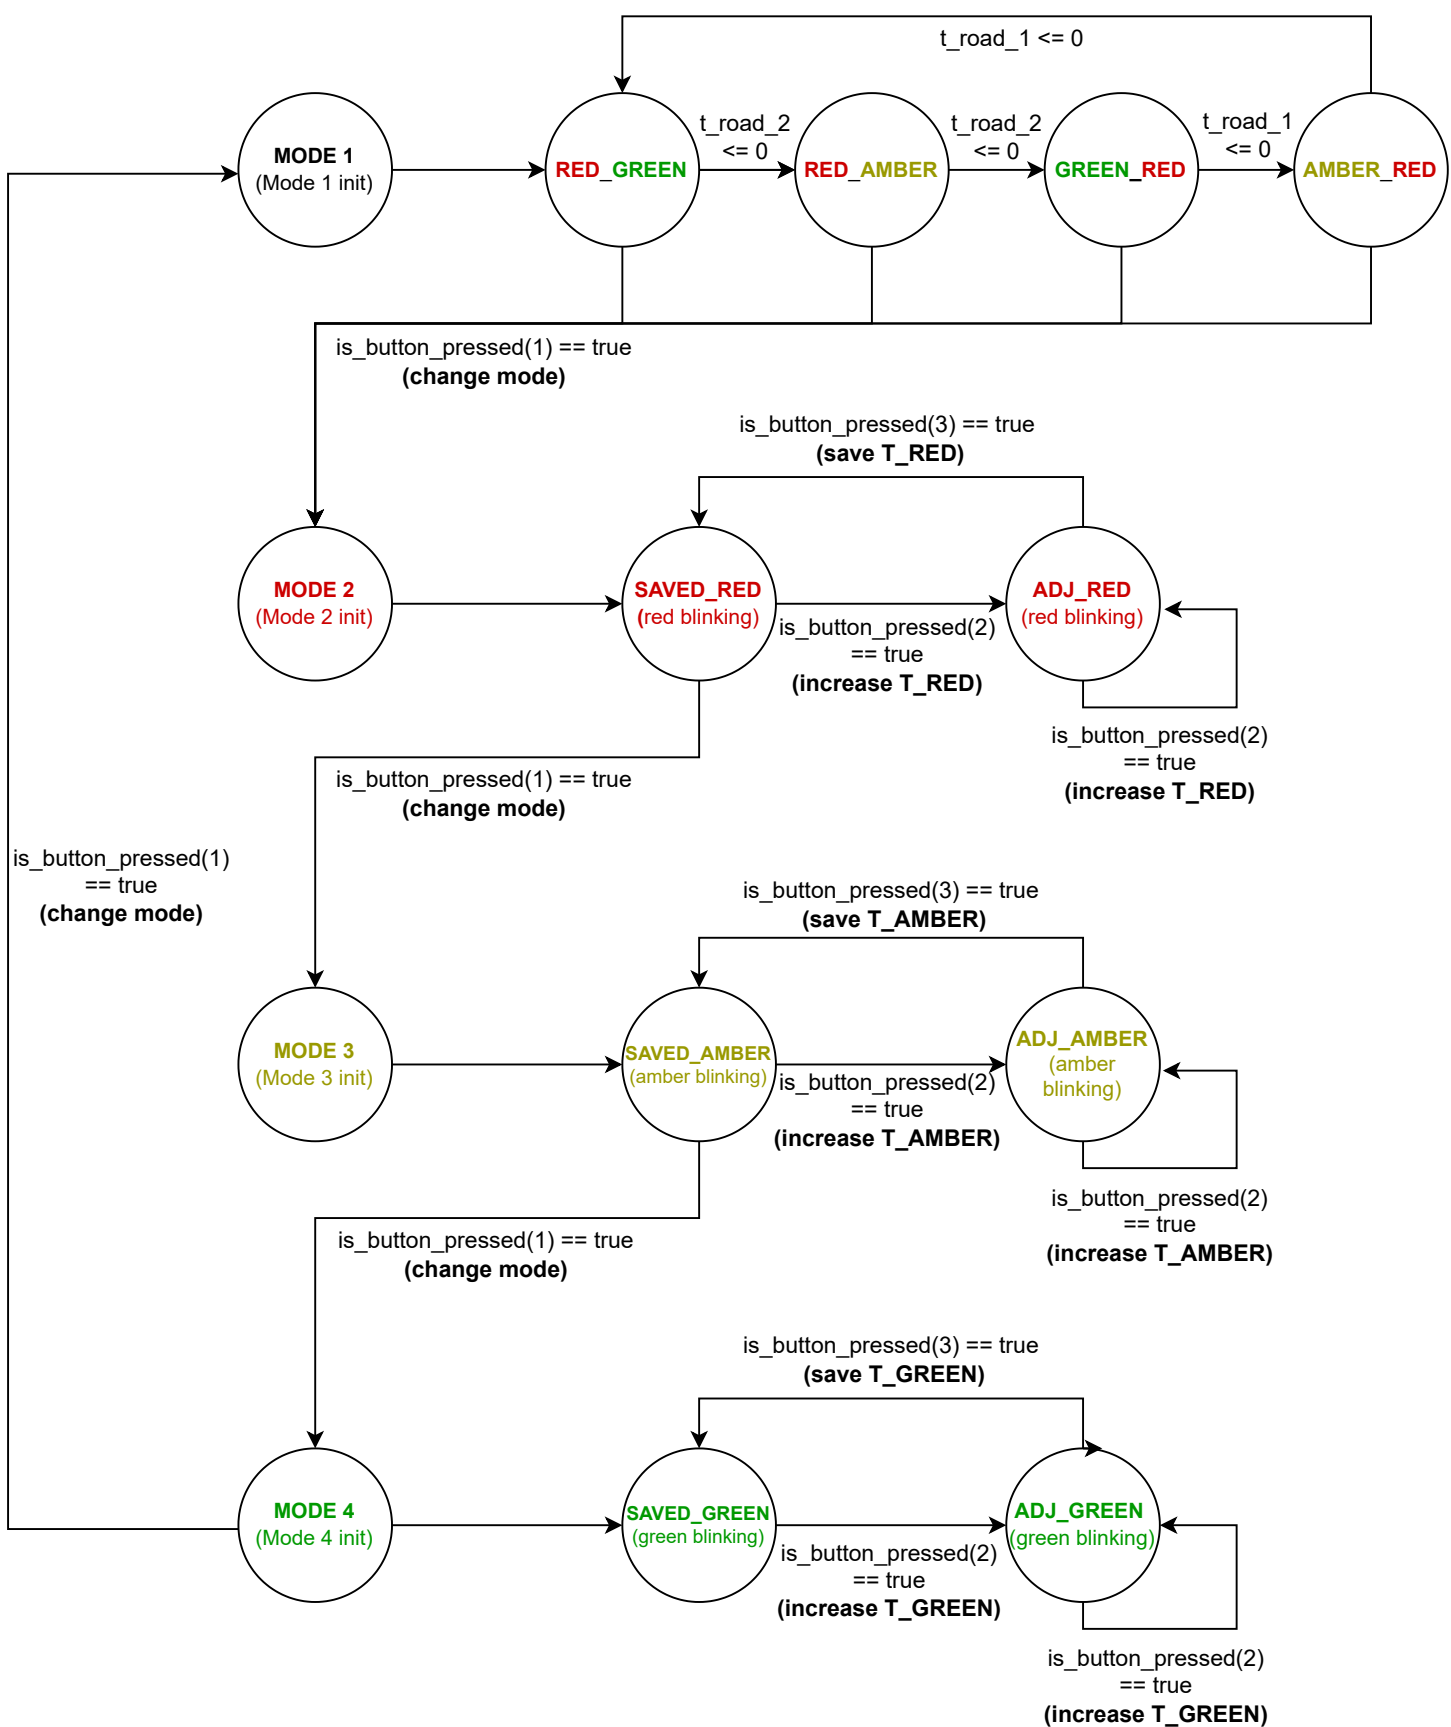 t_road_1 <= 0
MODE 1
(Mode 1 init)
RED_GREEN
t_road_2
<= 0
RED_AMBER
t_road_2
<= 0
GREEN_RED
t_road_1
<= 0
AMBER_RED
is_button_pressed(1) == true
(change mode)
is_button_pressed(3) == true
(save T_RED)
MODE 2
(Mode 2 init)
SAVED_RED
(red blinking)
is_button_pressed(2)
== true
(increase T_RED)
ADJ_RED
(red blinking)
is_button_pressed(2)
== true
(increase T_RED)
is_button_pressed(1) == true
(change mode)
is_button_pressed(1)
== true
(change mode)
is_button_pressed(3) == true
(save T_AMBER)
MODE 3
(Mode 3 init)
SAVED_AMBER
(amber blinking)
is_button_pressed(2)
== true
(increase T_AMBER)
ADJ_AMBER
(amber
blinking)
is_button_pressed(2)
== true
(increase T_AMBER)
is_button_pressed(1) == true
(change mode)
is_button_pressed(3) == true
(save T_GREEN)
MODE 4
(Mode 4 init)
SAVED_GREEN
(green blinking)
is_button_pressed(2)
== true
(increase T_GREEN)
ADJ_GREEN
(green blinking)
is_button_pressed(2)
== true
(increase T_GREEN)